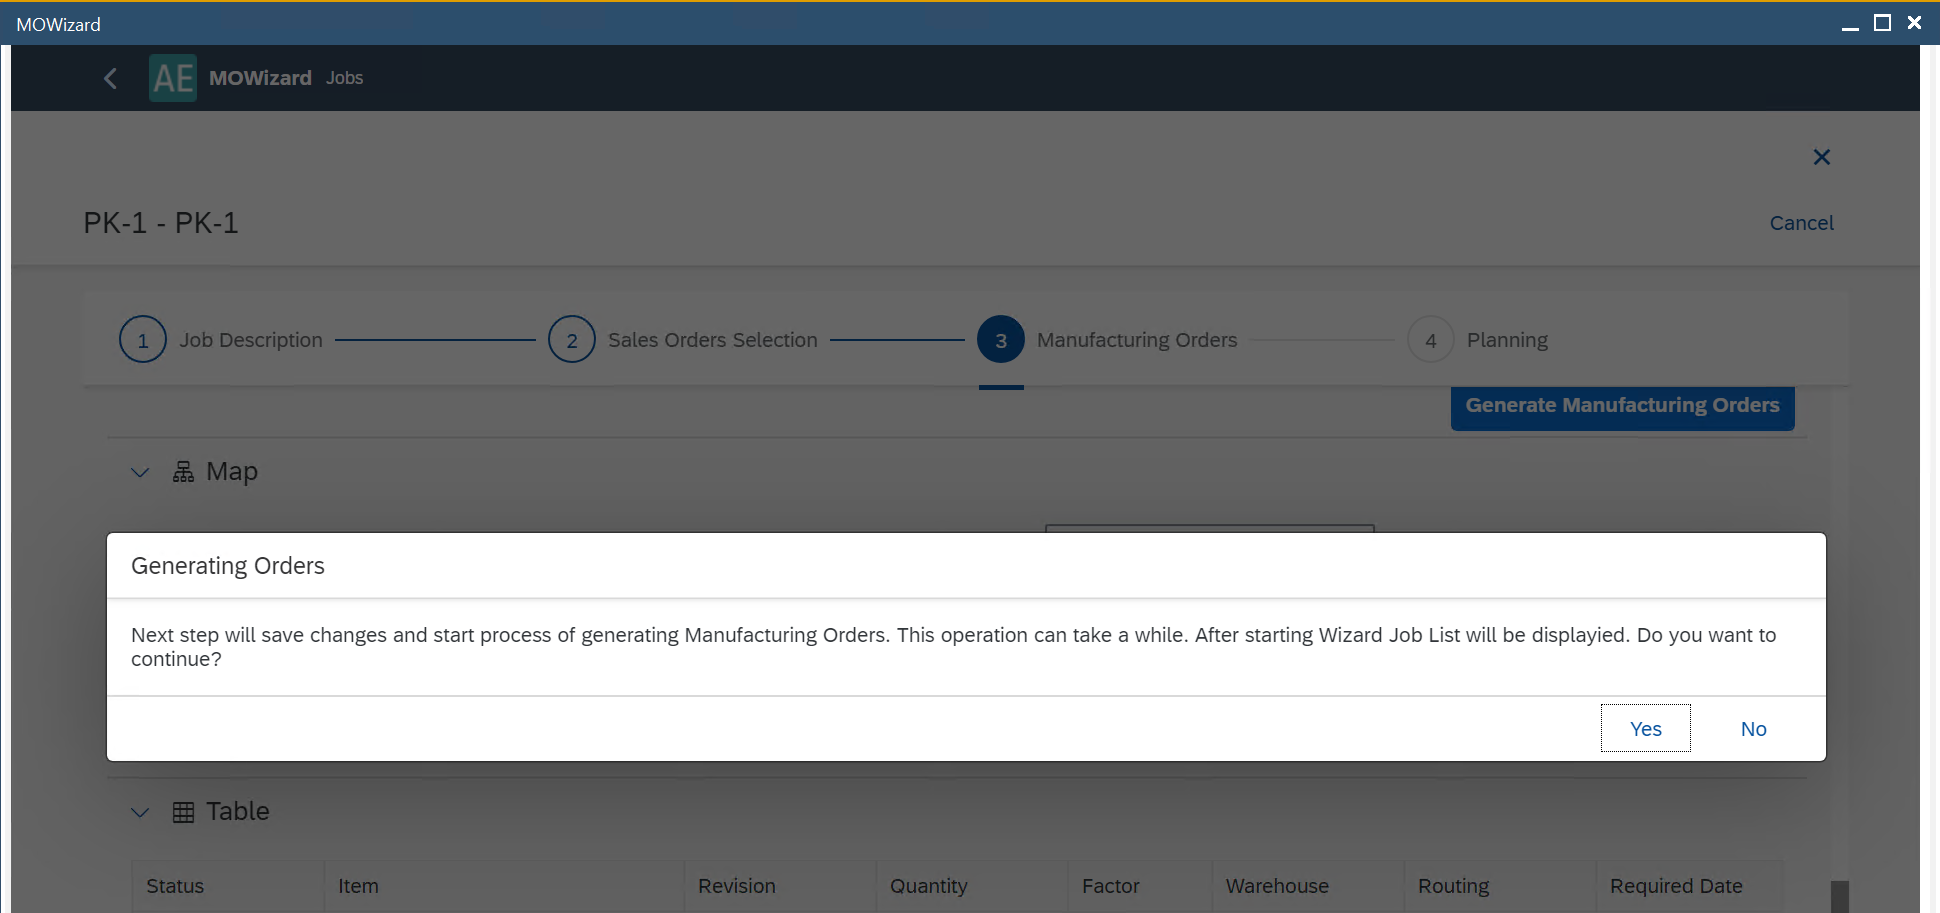 MOWizard
AE MOWizard Jobs
PK-1 - PK-1
Cancel
1 Job Description 2 Sales Orders Selection 3 Manufacturing Orders 4 Planning
Generate Manufacturing Orders
Map
Generating Orders
Next step will save changes and start process of generating Manufacturing Orders. This operation can take a while. After starting Wizard Job List will be displayied. Do you want to
continue?
Yes No
Table
Status Item Revision Quantity Factor Warehouse Routing Required Date